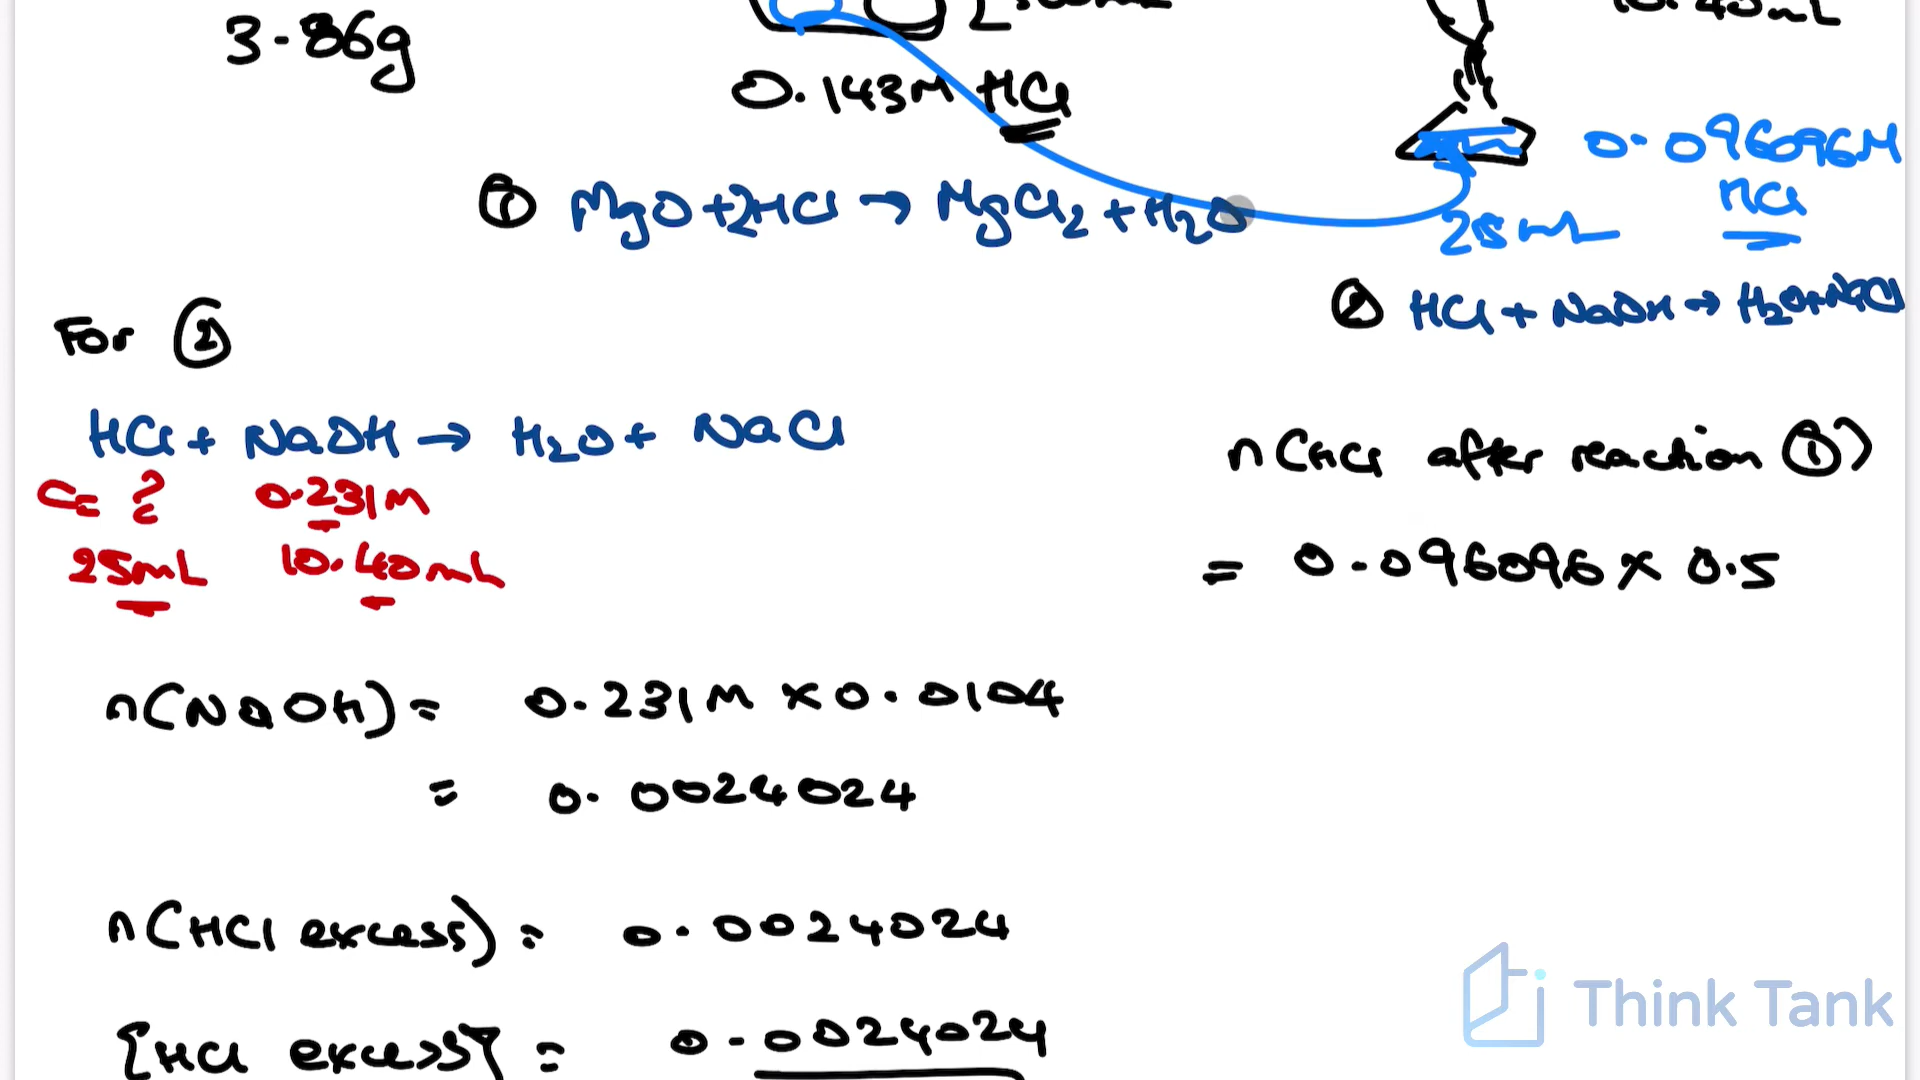 3.86g
0.143M HCl
0.096096M
HCl
25mL
① MgO+2HCl → MgCl₂ + H₂O
② HCl + NaOH → H₂O+NaCl
For ②
HCl + NaOH → H₂O + NaCl
C= ? 0.231M
25mL 10.40mL
n(HCl after reaction ①)
= 0.096096 × 0.5
n(NaOH) = 0.231M × 0.0104
= 0.0024024
n(HCl excess) = 0.0024024
[HCl excess] = 0.0024024
Think Tank